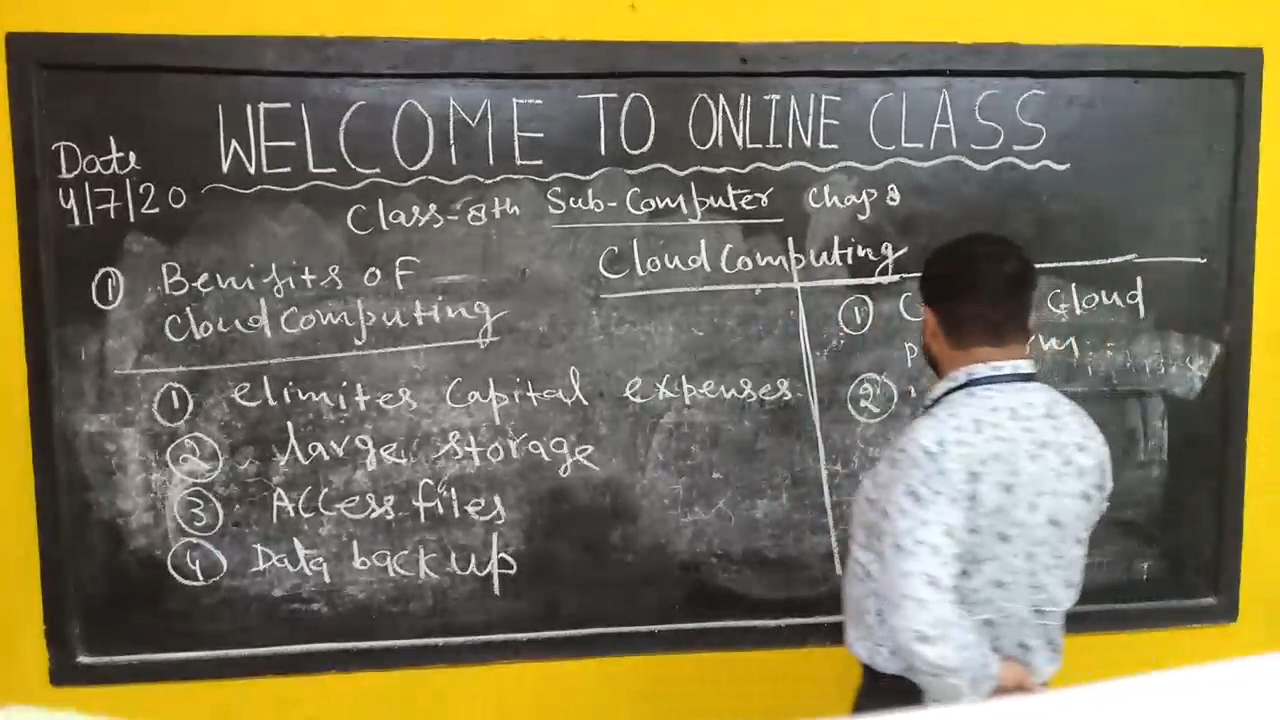 WELCOME TO ONLINE CLASS
Date
4/7/20
Class-8th Sub-Computer Chap 8
Cloud Computing
① Benifits of
Cloud Computing
① elimites Capital expenses.
② large storage
③ Access files
④ Data back up
① Cloud
②